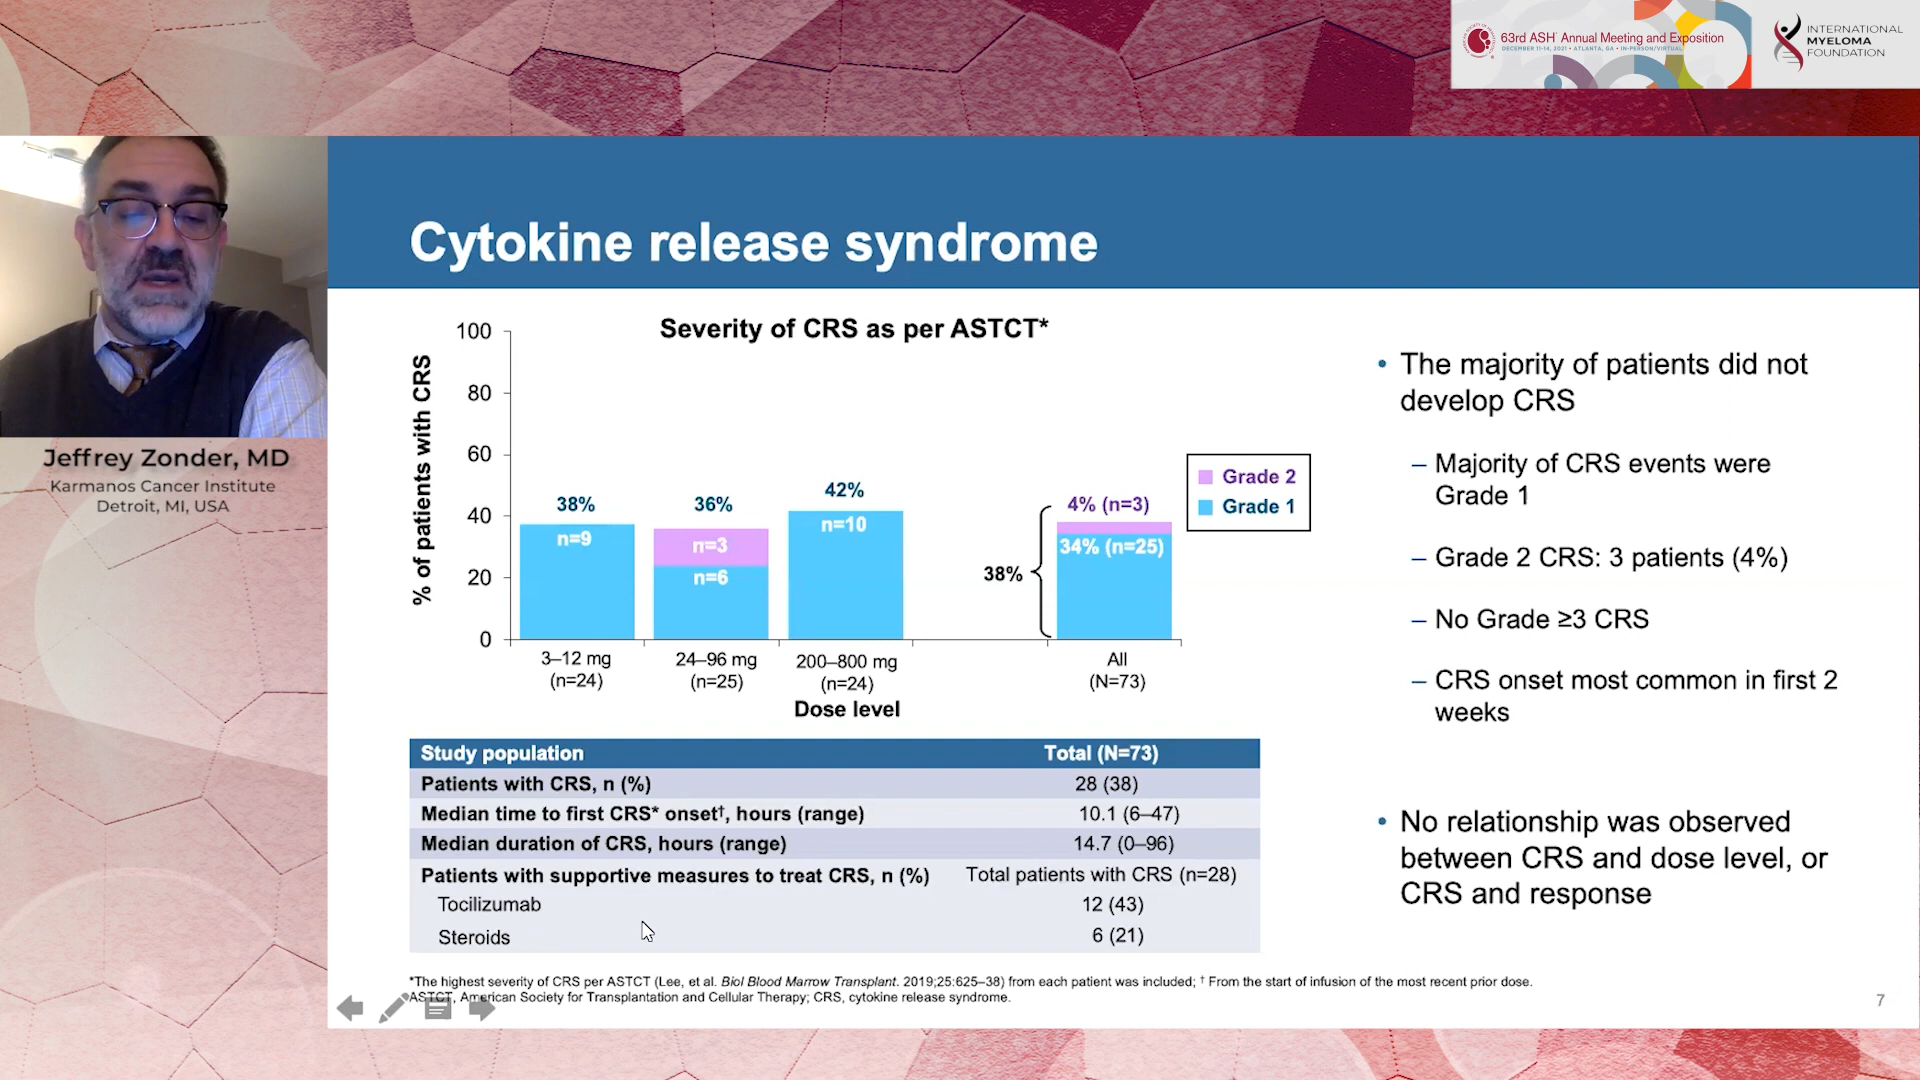 63rd ASH Annual Meeting and Exposition
DECEMBER 11-14, 2021 • ATLANTA, GA • IN-PERSON/VIRTUAL
INTERNATIONAL
MYELOMA
FOUNDATION
Jeffrey Zonder, MD
Karmanos Cancer Institute
Detroit, MI, USA
Cytokine release syndrome
Severity of CRS as per ASTCT*
% of patients with CRS
100
80
60
40
20
0
38%
n=9
36%
n=3
n=6
42%
n=10
38%
4% (n=3)
34% (n=25)
Grade 2
Grade 1
3–12 mg
(n=24)
24–96 mg
(n=25)
200–800 mg
(n=24)
All
(N=73)
Dose level
Study population Total (N=73)
Patients with CRS, n (%) 28 (38)
Median time to first CRS* onset†, hours (range) 10.1 (6–47)
Median duration of CRS, hours (range) 14.7 (0–96)
Patients with supportive measures to treat CRS, n (%) Total patients with CRS (n=28)
Tocilizumab 12 (43)
Steroids 6 (21)
• The majority of patients did not
develop CRS
– Majority of CRS events were
Grade 1
– Grade 2 CRS: 3 patients (4%)
– No Grade ≥3 CRS
– CRS onset most common in first 2
weeks
• No relationship was observed
between CRS and dose level, or
CRS and response
*The highest severity of CRS per ASTCT (Lee, et al. Biol Blood Marrow Transplant. 2019;25:625–38) from each patient was included; † From the start of infusion of the most recent prior dose.
ASTCT, American Society for Transplantation and Cellular Therapy; CRS, cytokine release syndrome.
7